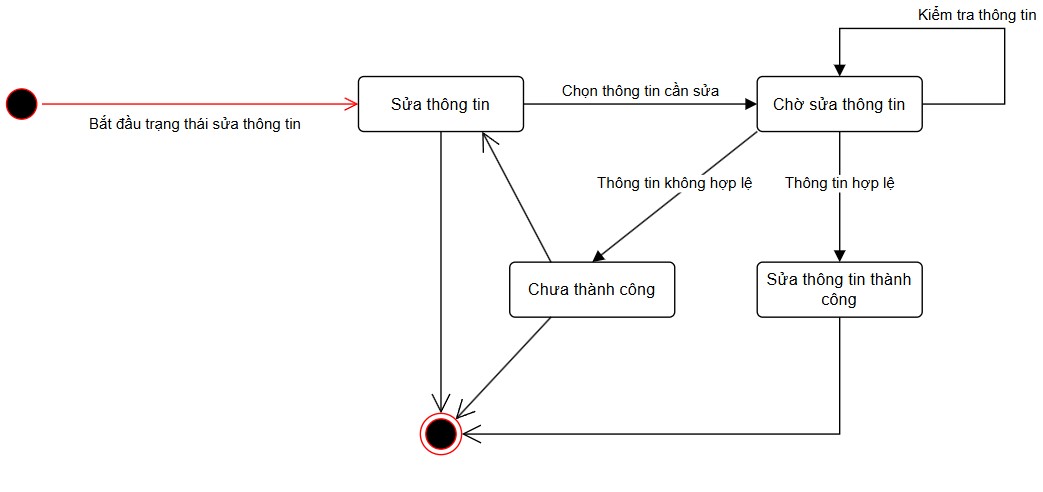 Kiểm tra thông tin
Bắt đầu trạng thái sửa thông tin
Sửa thông tin
Chọn thông tin cần sửa
Chờ sửa thông tin
Thông tin không hợp lệ
Thông tin hợp lệ
Chưa thành công
Sửa thông tin thành
công